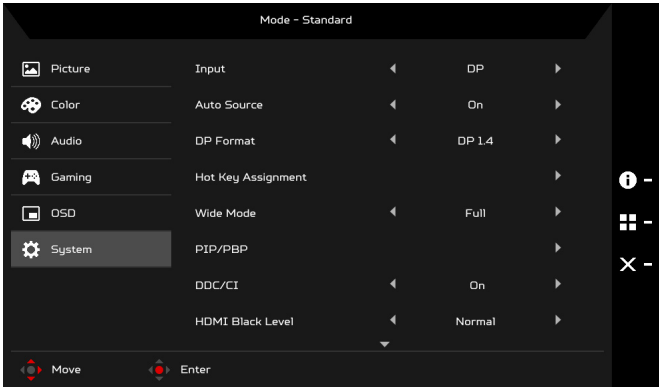 Mode - Standard
Picture
Input DP
Color
Auto Source On
Audio
DP Format DP 1.4
Gaming
Hot Key Assignment
OSD
Wide Mode Full
System
PIP/PBP
DDC/CI On
HDMI Black Level Normal
Move Enter